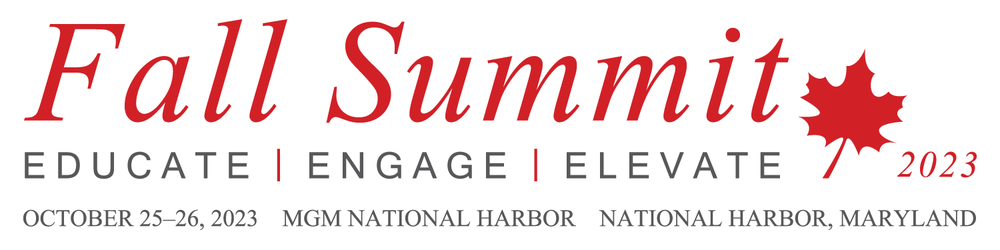 Fall Summit
EDUCATE | ENGAGE | ELEVATE 2023
OCTOBER 25–26, 2023 MGM NATIONAL HARBOR NATIONAL HARBOR, MARYLAND